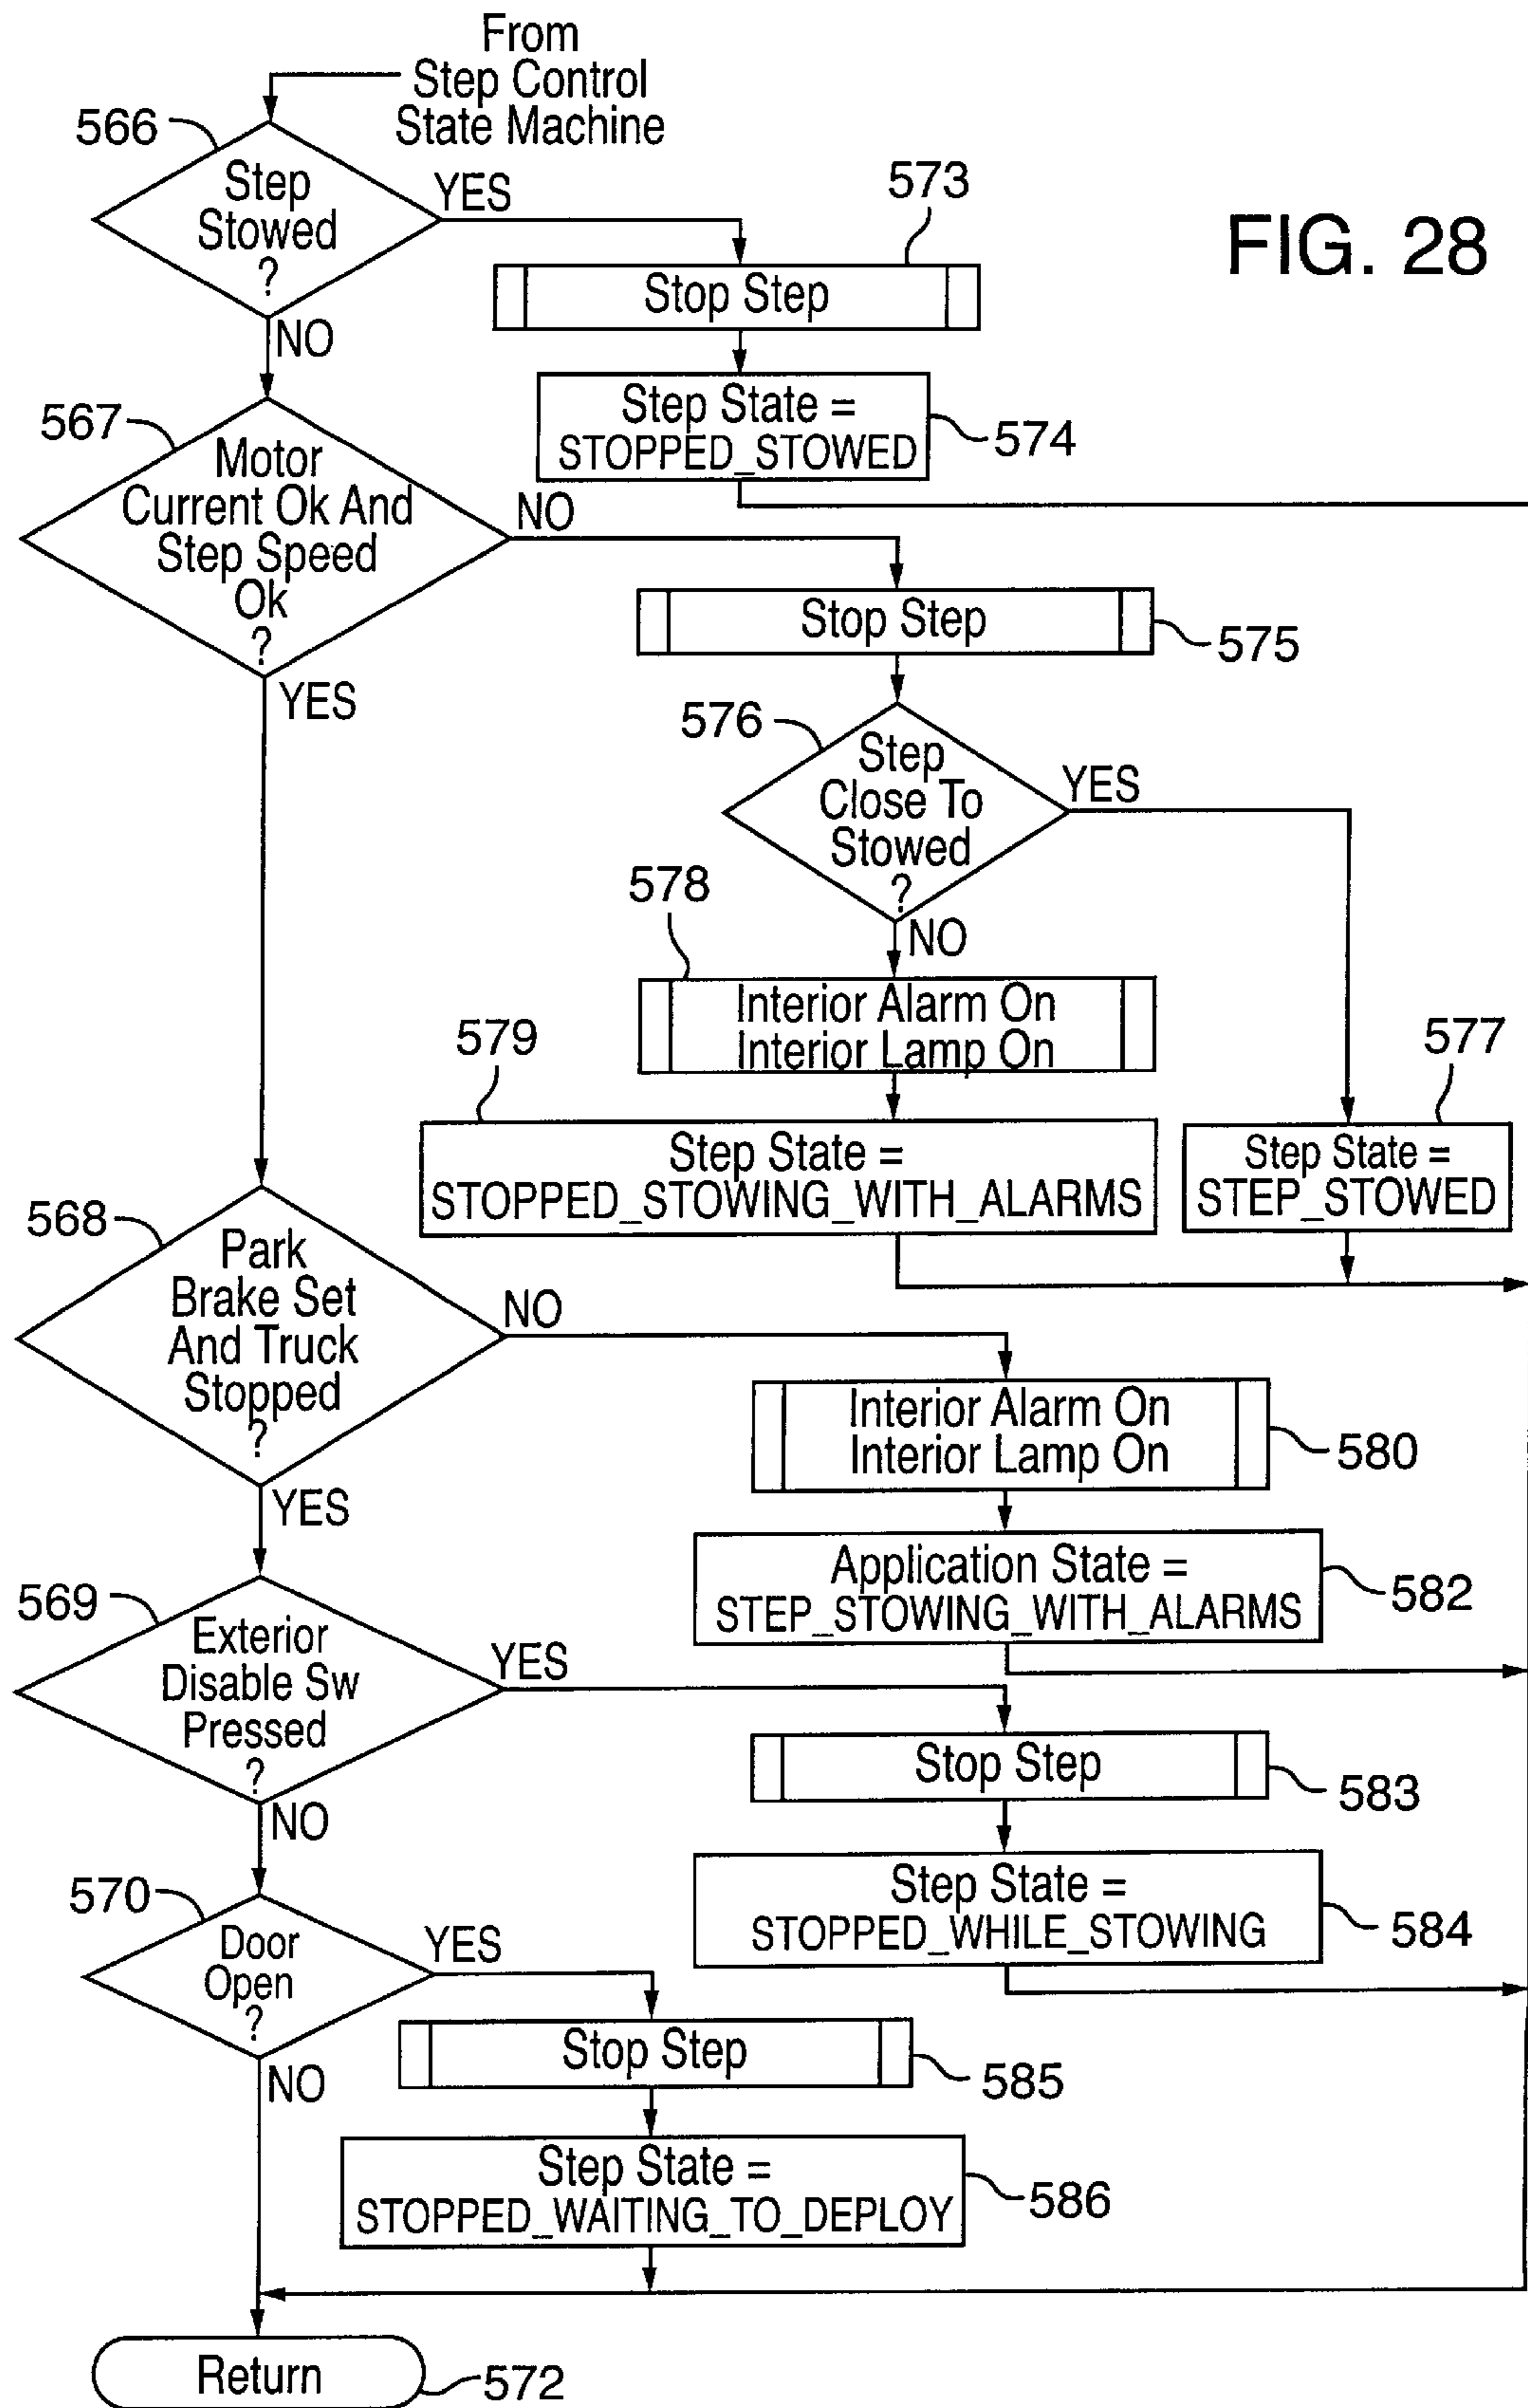 From
Step Control
State Machine
566
Step
Stowed
?
YES
NO
573
Stop Step
FIG. 28
Step State =
STOPPED_STOWED
574
567
Motor
Current Ok And
Step Speed
Ok
?
NO
YES
Stop Step
575
576
Step
Close To
Stowed
?
YES
NO
578
Interior Alarm On
Interior Lamp On
579
Step State =
STOPPED_STOWING_WITH_ALARMS
577
Step State =
STEP_STOWED
568
Park
Brake Set
And Truck
Stopped
?
NO
YES
Interior Alarm On
Interior Lamp On
580
Application State =
STEP_STOWING_WITH_ALARMS
582
569
Exterior
Disable Sw
Pressed
?
YES
NO
Stop Step
583
Step State =
STOPPED_WHILE_STOWING
584
570
Door
Open
?
YES
NO
Stop Step
585
Step State =
STOPPED_WAITING_TO_DEPLOY
586
Return
572